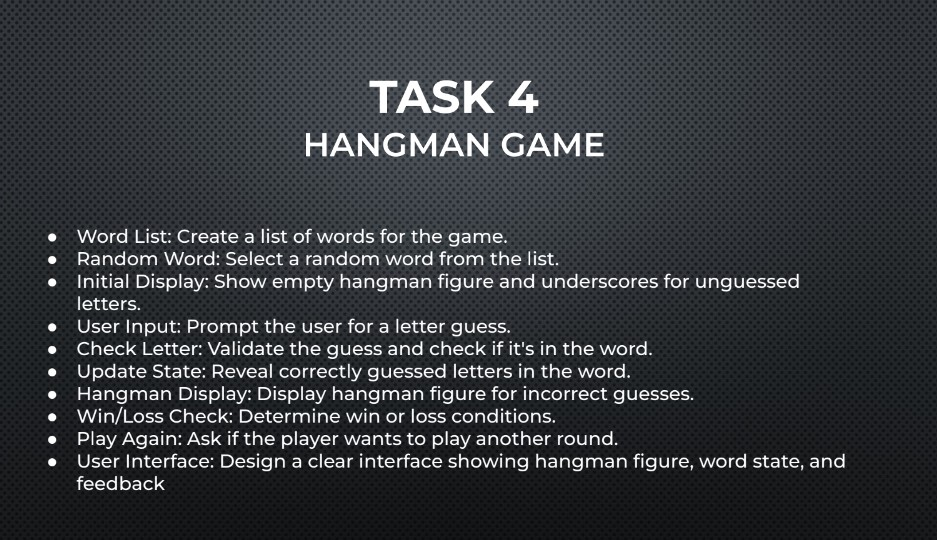 TASK 4
HANGMAN GAME
● Word List: Create a list of words for the game.
● Random Word: Select a random word from the list.
● Initial Display: Show empty hangman figure and underscores for unguessed
letters.
● User Input: Prompt the user for a letter guess.
● Check Letter: Validate the guess and check if it's in the word.
● Update State: Reveal correctly guessed letters in the word.
● Hangman Display: Display hangman figure for incorrect guesses.
● Win/Loss Check: Determine win or loss conditions.
● Play Again: Ask if the player wants to play another round.
● User Interface: Design a clear interface showing hangman figure, word state, and
feedback